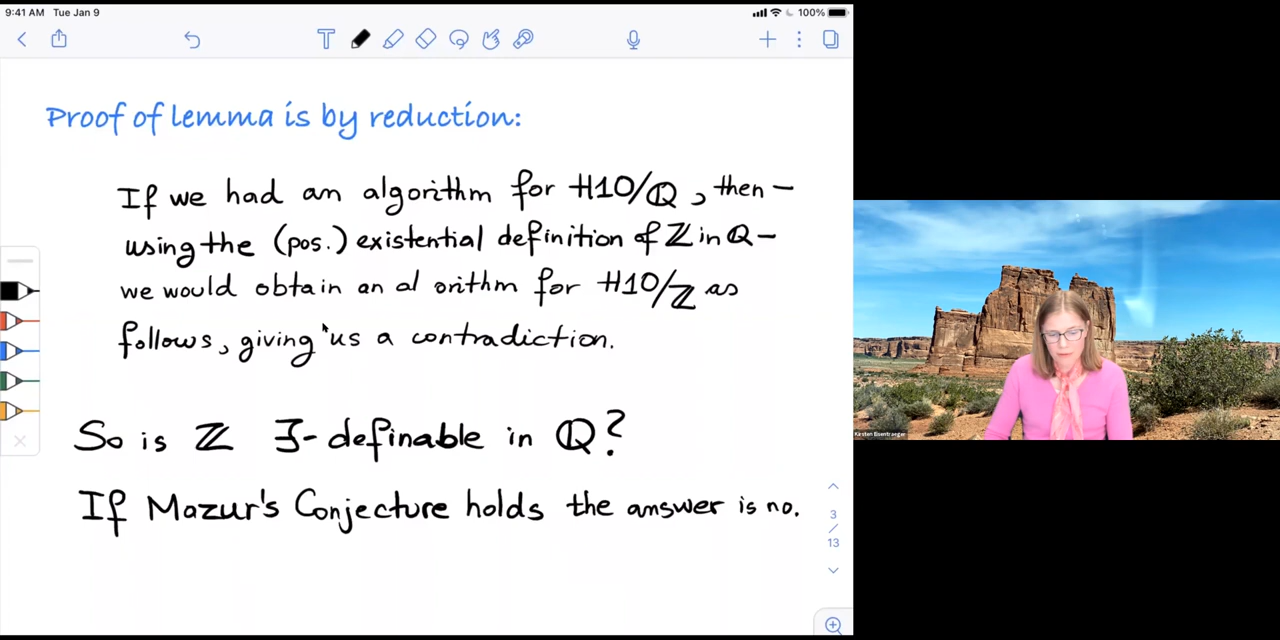 9:41 AM Tue Jan 9
100%
Proof of lemma is by reduction:
If we had an algorithm for H10/ℚ, then –
using the (pos.) existential definition of ℤ in ℚ –
we would obtain an al orithm for H10/ℤ as
follows, giving us a contradiction.
So is ℤ ∃-definable in ℚ?
If Mazur's Conjecture holds the answer is no.
3
/
13
Kirsten Eisentraeger